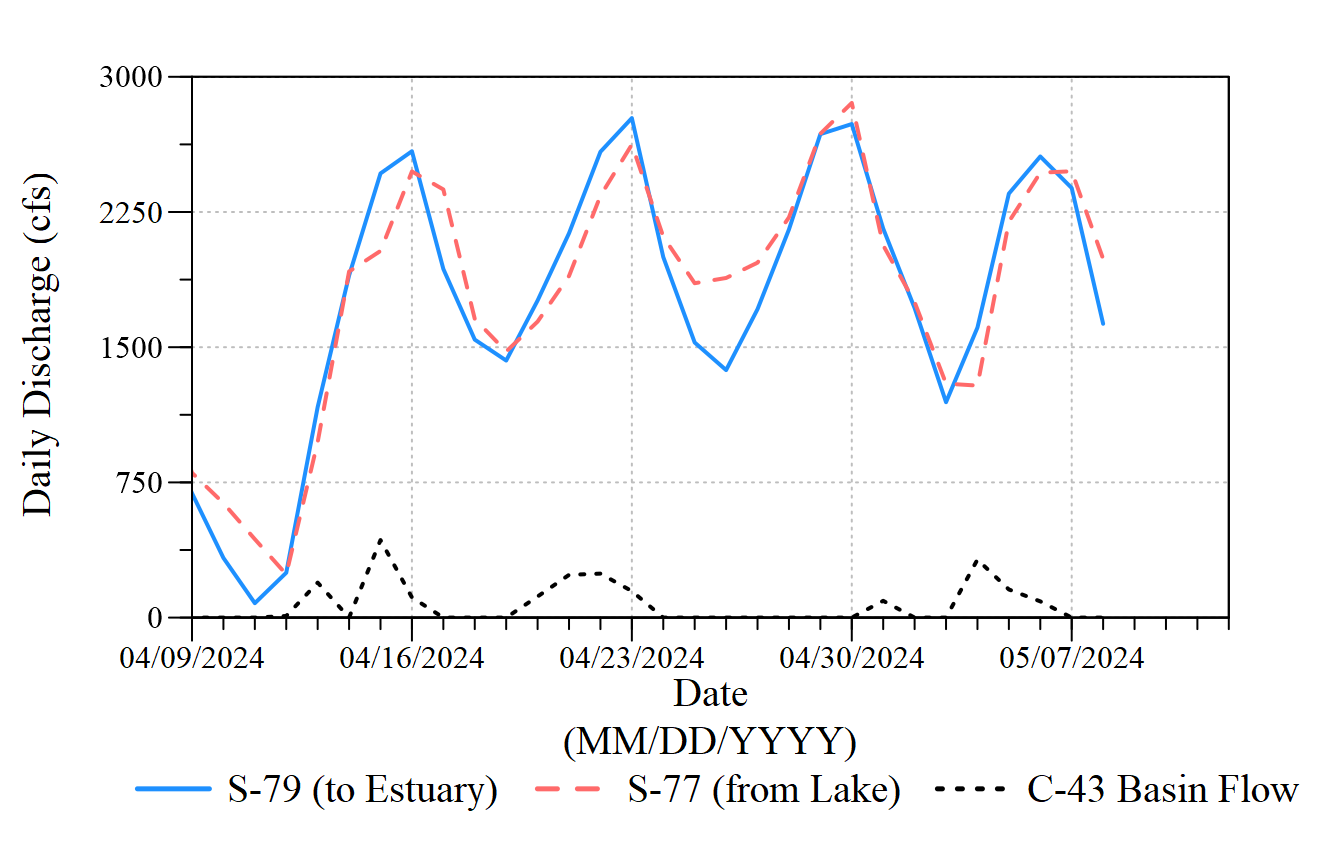 3000
2250
1500
750
0
Daily Discharge (cfs)
04/09/2024 04/16/2024 04/23/2024 04/30/2024 05/07/2024
Date
(MM/DD/YYYY)
S-79 (to Estuary) S-77 (from Lake) C-43 Basin Flow